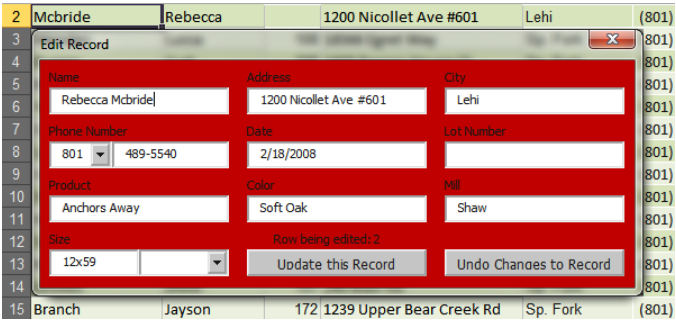 2 Mcbride Rebecca 1200 Nicollet Ave #601 Lehi (801)
3 (801)
Edit Record
4 (801)
Name Address City
5 (801)
Rebecca Mcbride 1200 Nicollet Ave #601 Lehi
6 (801)
7 (801)
Phone Number Date Lot Number
8 (801)
801 489-5540 2/18/2008
9 (801)
Product Color Mill
10 (801)
Anchors Away Soft Oak Shaw
11 (801)
12 (801)
Size Row being edited: 2
13 (801)
12x59 Update this Record Undo Changes to Record
14 (801)
15 Branch Jayson 172 1239 Upper Bear Creek Rd Sp. Fork (801)